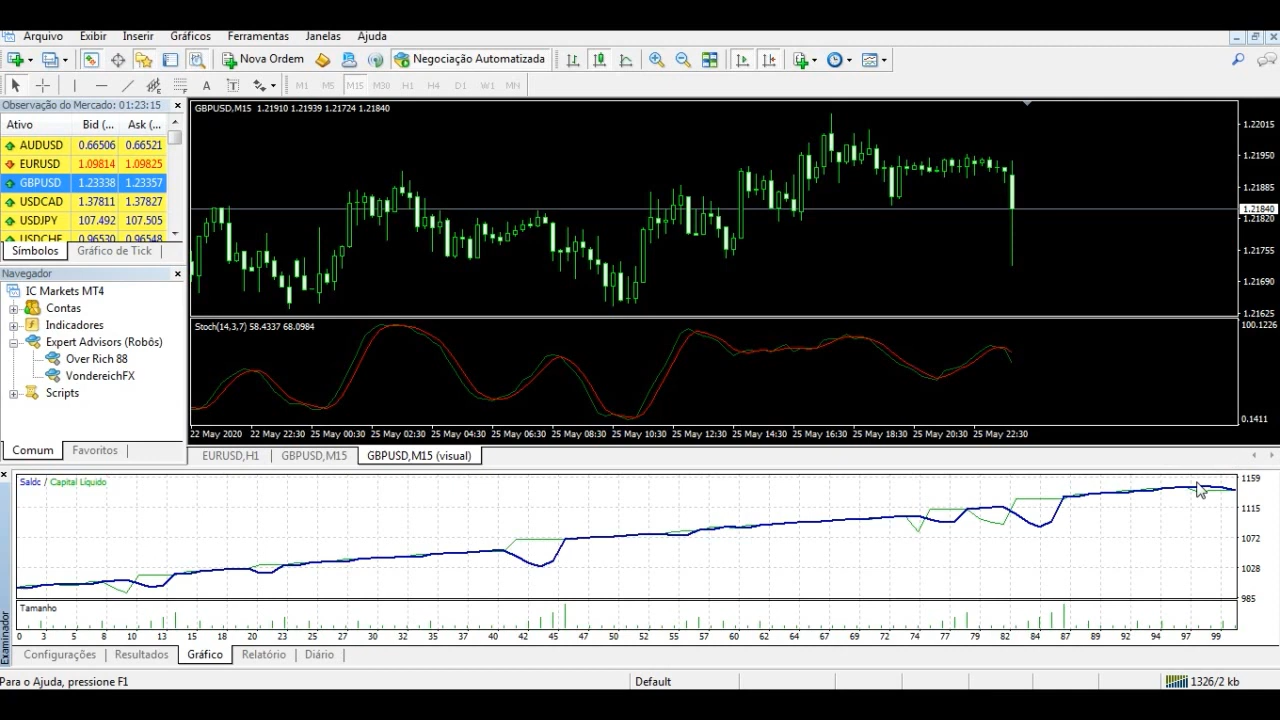 Arquivo Exibir Inserir Gráficos Ferramentas Janelas Ajuda
Nova Ordem Negociação Automatizada
A T M1 M5 M15 M30 H1 H4 D1 W1 MN
Observação do Mercado: 01:23:15
Ativo Bid (... Ask (...
AUDUSD 0.66506 0.66521
EURUSD 1.09814 1.09825
GBPUSD 1.23338 1.23357
USDCAD 1.37811 1.37827
USDJPY 107.492 107.505
USDCHF 0.96530 0.96548
Símbolos Gráfico de Tick
Navegador
IC Markets MT4
Contas
Indicadores
Expert Advisors (Robôs)
Over Rich 88
VondereichFX
Scripts
Comum Favoritos
GBPUSD,M15 1.21910 1.21939 1.21724 1.21840
1.22015
1.21950
1.21885
1.21840
1.21820
1.21755
1.21690
1.21625
Stoch(14,3,7) 58.4337 68.0984
100.1226
0.1411
22 May 2020 22 May 22:30 25 May 00:30 25 May 02:30 25 May 04:30 25 May 06:30 25 May 08:30 25 May 10:30 25 May 12:30 25 May 14:30 25 May 16:30 25 May 18:30 25 May 20:30 25 May 22:30
EURUSD,H1 GBPUSD,M15 GBPUSD,M15 (visual)
Saldo / Capital Líquido
1159
1115
1072
1028
985
Tamanho
0 3 5 8 10 13 15 18 20 23 25 28 30 32 35 37 40 42 45 47 50 52 55 57 60 62 64 67 69 72 74 77 79 82 84 87 89 92 94 97 99
Examinador
Configurações Resultados Gráfico Relatório Diário
Para o Ajuda, pressione F1 Default 1326/2 kb